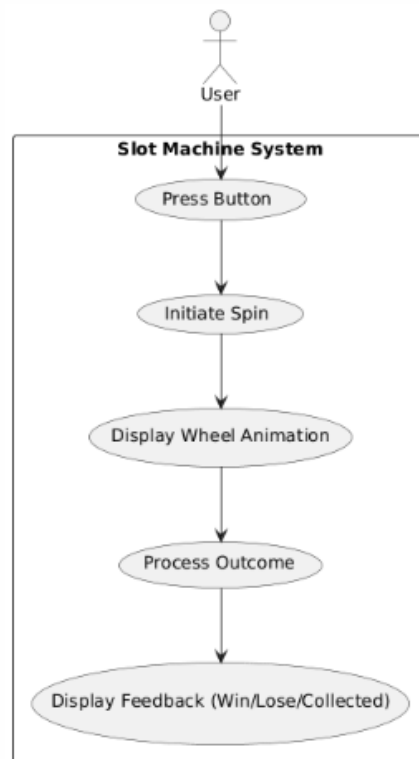 User
Slot Machine System
Press Button
Initiate Spin
Display Wheel Animation
Process Outcome
Display Feedback (Win/Lose/Collected)